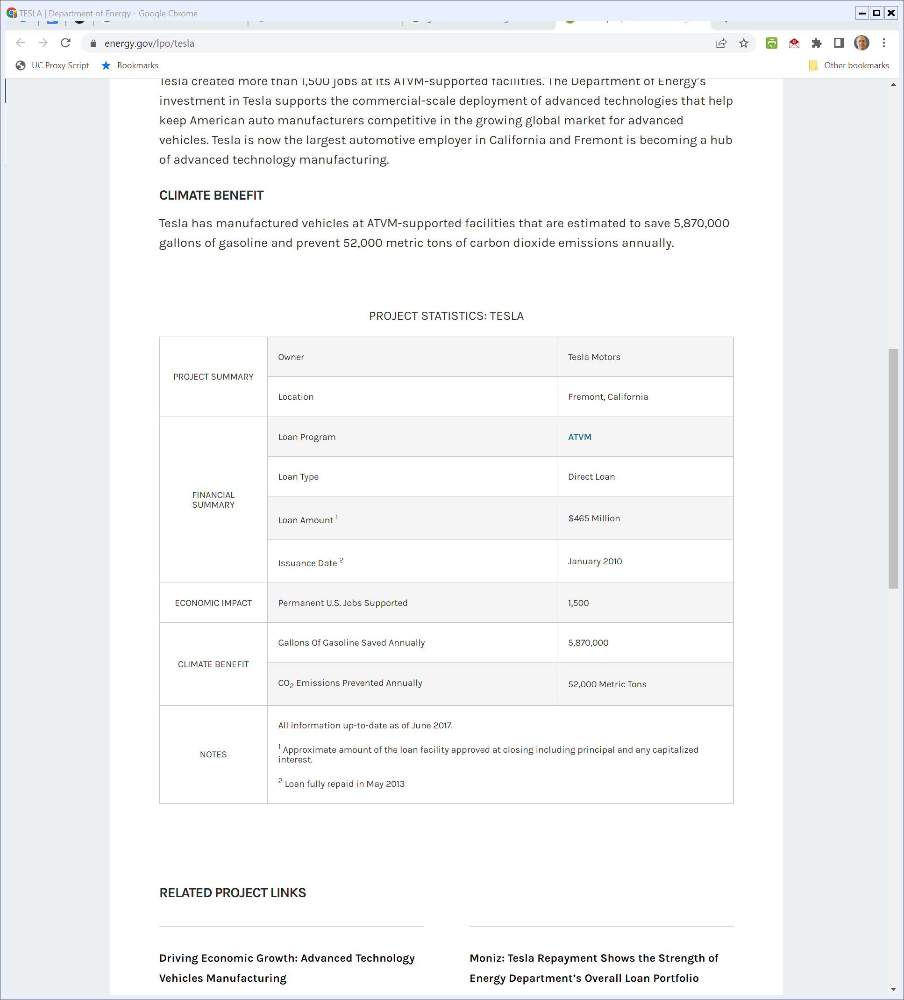 TESLA | Department of Energy - Google Chrome
energy.gov/lpo/tesla
UC Proxy Script
Bookmarks
Other bookmarks
Tesla created more than 1,500 jobs at its ATVM-supported facilities. The Department of Energy's
investment in Tesla supports the commercial-scale deployment of advanced technologies that help
keep American auto manufacturers competitive in the growing global market for advanced
vehicles. Tesla is now the largest automotive employer in California and Fremont is becoming a hub
of advanced technology manufacturing.
CLIMATE BENEFIT
Tesla has manufactured vehicles at ATVM-supported facilities that are estimated to save 5,870,000
gallons of gasoline and prevent 52,000 metric tons of carbon dioxide emissions annually.
PROJECT STATISTICS: TESLA
PROJECT SUMMARY
Owner
Tesla Motors
Location
Fremont, California
FINANCIAL
SUMMARY
Loan Program
ATVM
Loan Type
Direct Loan
Loan Amount 1
$465 Million
Issuance Date 2
January 2010
ECONOMIC IMPACT
Permanent U.S. Jobs Supported
1,500
CLIMATE BENEFIT
Gallons Of Gasoline Saved Annually
5,870,000
CO2 Emissions Prevented Annually
52,000 Metric Tons
NOTES
All information up-to-date as of June 2017.
1 Approximate amount of the loan facility approved at closing including principal and any capitalized
interest.
2 Loan fully repaid in May 2013
RELATED PROJECT LINKS
Driving Economic Growth: Advanced Technology
Vehicles Manufacturing
Moniz: Tesla Repayment Shows the Strength of
Energy Department's Overall Loan Portfolio